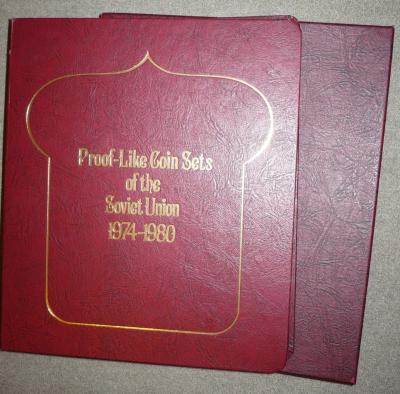 Proof-Like Coin Sets
of the
Soviet Union
1974-1980